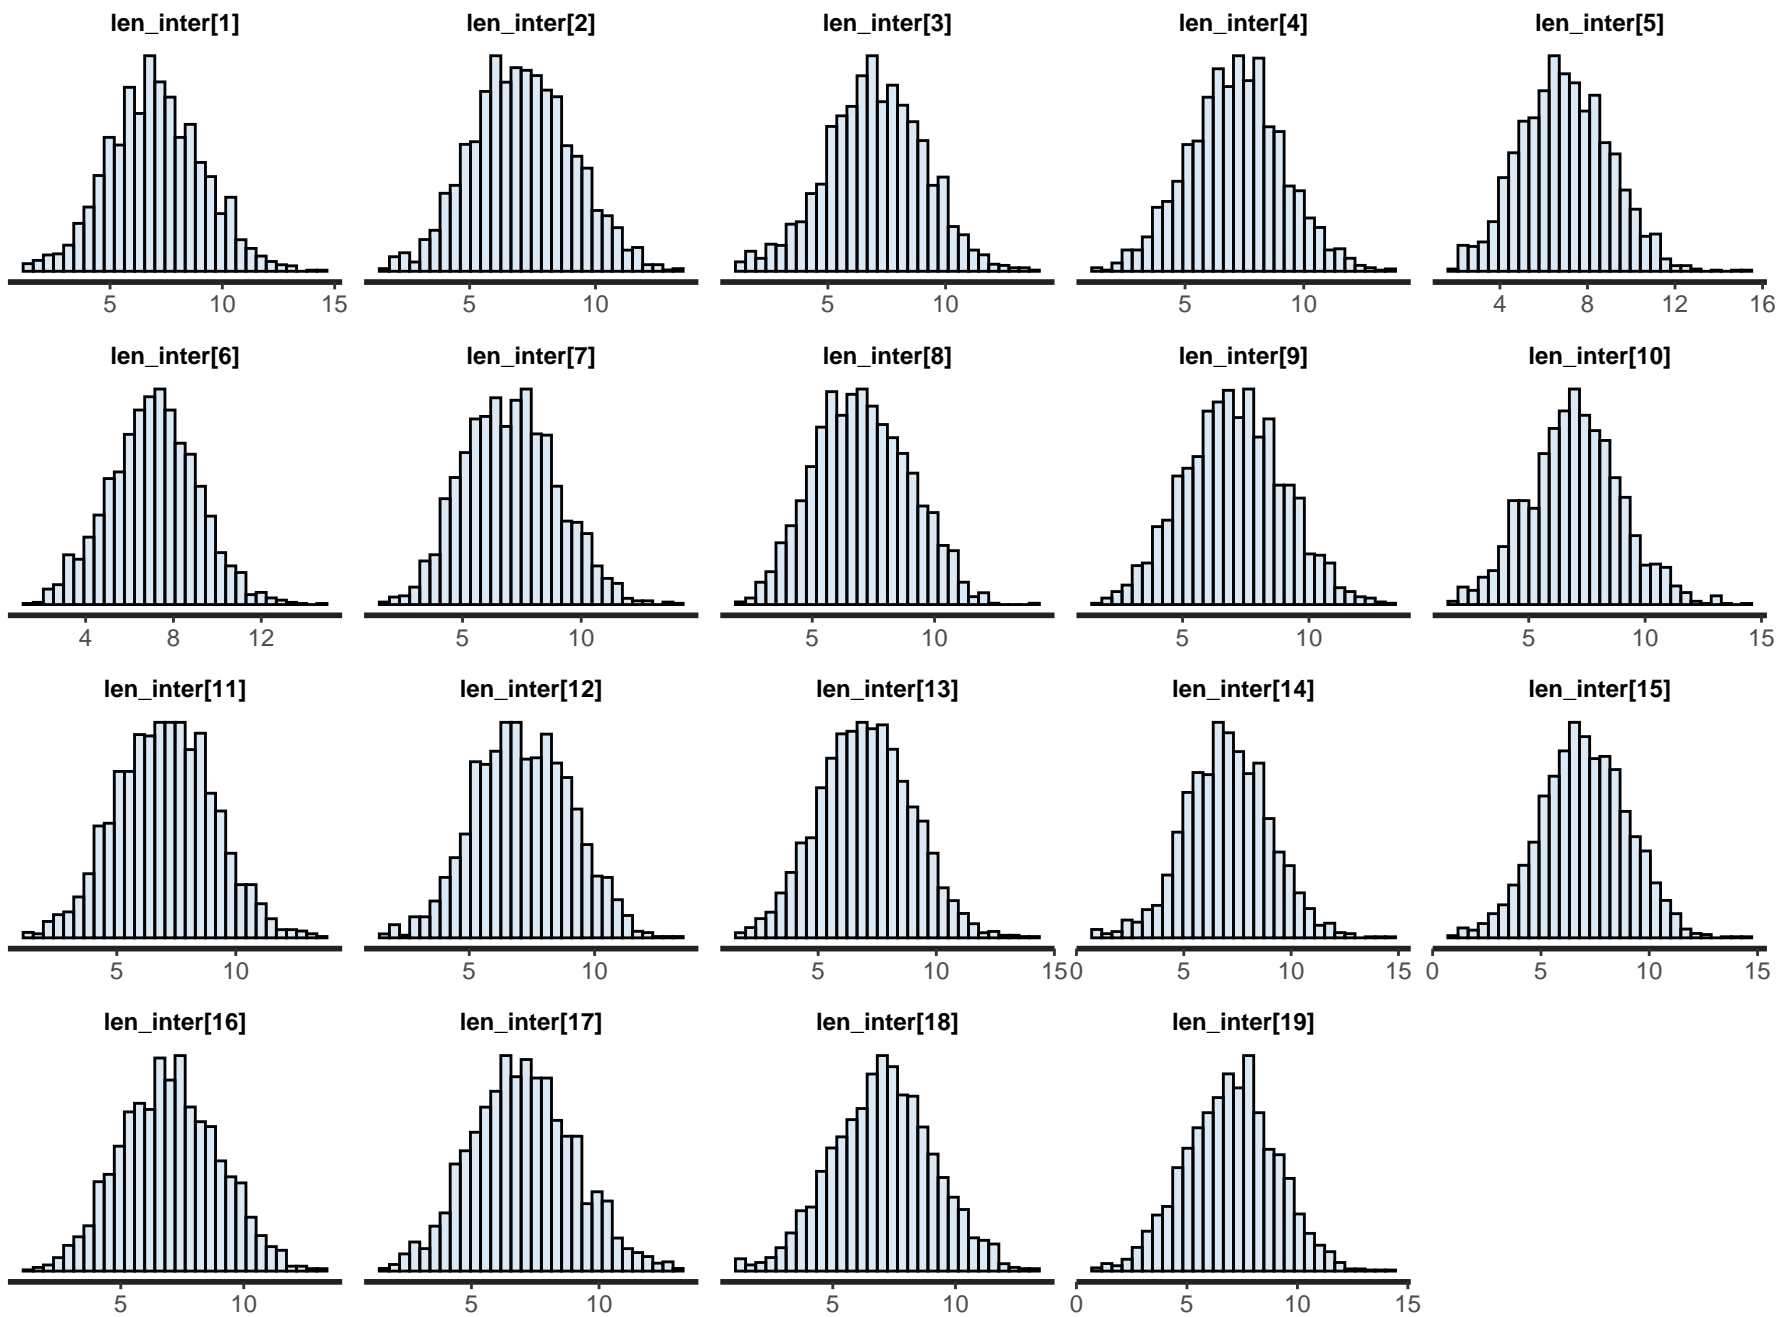 len_inter[1] len_inter[2] len_inter[3] len_inter[4] len_inter[5]
5 10 15 5 10 5 10 5 10 4 8 12 16
len_inter[6] len_inter[7] len_inter[8] len_inter[9] len_inter[10]
4 8 12 5 10 5 10 5 10 5 10 15
len_inter[11] len_inter[12] len_inter[13] len_inter[14] len_inter[15]
5 10 5 10 5 10 15 0 5 10 15 0 5 10 15
len_inter[16] len_inter[17] len_inter[18] len_inter[19]
5 10 5 10 5 10 0 5 10 15